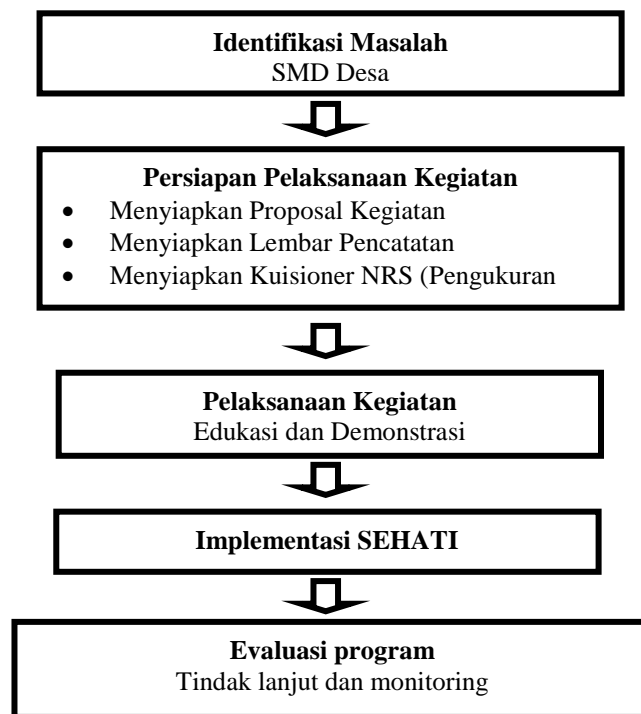 Identifikasi Masalah
SMD Desa
Persiapan Pelaksanaan Kegiatan
• Menyiapkan Proposal Kegiatan
• Menyiapkan Lembar Pencatatan
• Menyiapkan Kuisioner NRS (Pengukuran
Pelaksanaan Kegiatan
Edukasi dan Demonstrasi
Implementasi SEHATI
Evaluasi program
Tindak lanjut dan monitoring